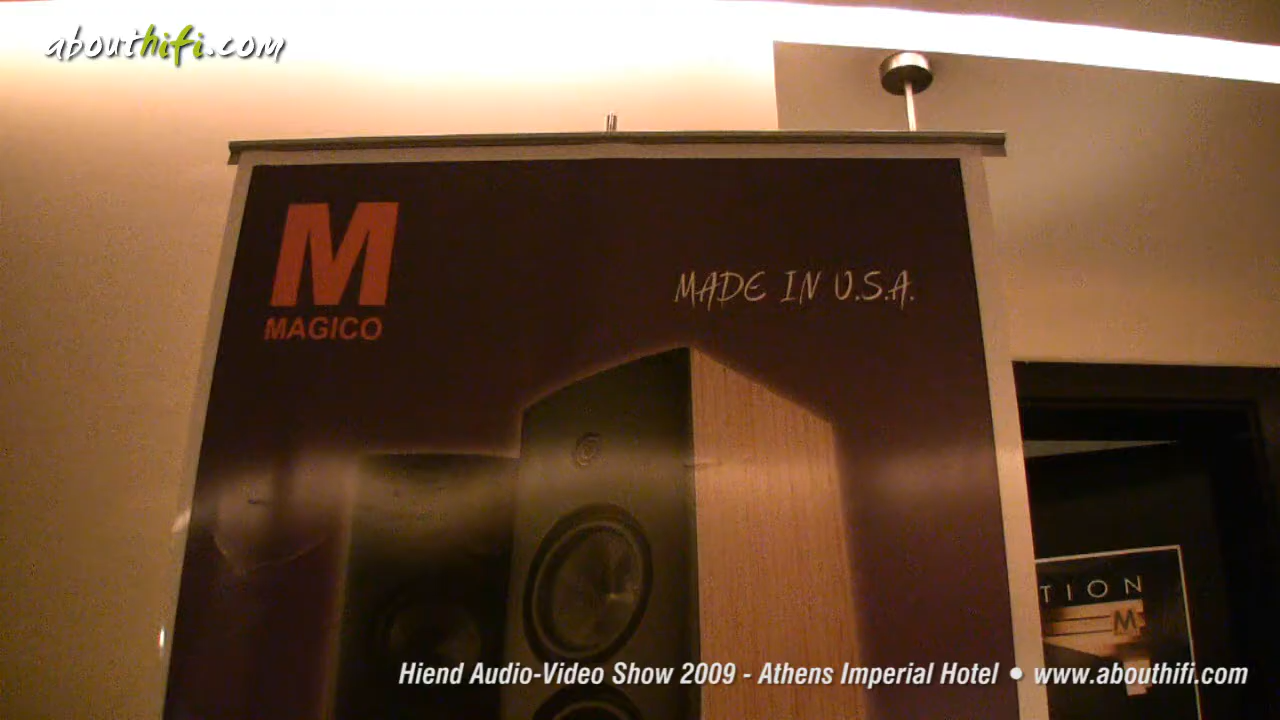 abouthifi.com
M
MAGICO
MADE IN U.S.A.
TION
M
Hiend Audio-Video Show 2009 - Athens Imperial Hotel • www.abouthifi.com